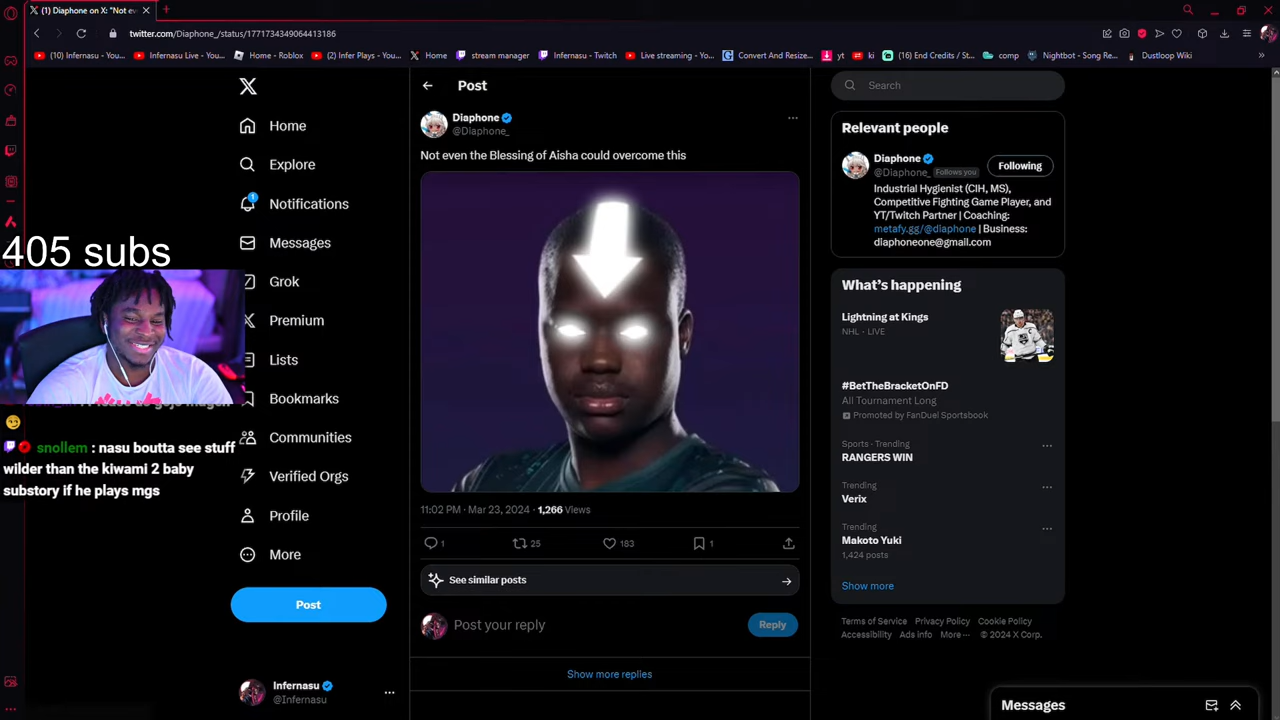 (1) Diaphone on X: "Not ev
twitter.com/Diaphone_/status/1771734349064413186
(10) Infernasu - You...
Infernasu Live - You...
Home - Roblox
(2) Infer Plays - You...
Home
stream manager
Infernasu - Twitch
Live streaming - You...
Convert And Resize...
yt
ki
(16) End Credits / St...
comp
Nightbot - Song Re...
Dustloop Wiki
Home
Explore
1
Notifications
Messages
Grok
Premium
Lists
Bookmarks
Communities
Verified Orgs
Profile
More
Post
Infernasu
@Infernasu
405 subs
snollem : nasu boutta see stuff
wilder than the kiwami 2 baby
substory if he plays mgs
Post
Diaphone
@Diaphone_
Not even the Blessing of Aisha could overcome this
11:02 PM · Mar 23, 2024 · 1,266 Views
1
25
183
1
See similar posts
Post your reply
Reply
Show more replies
Search
Relevant people
Diaphone
@Diaphone_ Follows you
Following
Industrial Hygienist (CIH, MS),
Competitive Fighting Game Player, and
YT/Twitch Partner | Coaching:
metafy.gg/@diaphone | Business:
diaphoneone@gmail.com
What's happening
Lightning at Kings
NHL · LIVE
#BetTheBracketOnFD
All Tournament Long
Promoted by FanDuel Sportsbook
Sports · Trending
RANGERS WIN
Trending
Verix
Trending
Makoto Yuki
1,424 posts
Show more
Terms of Service Privacy Policy Cookie Policy
Accessibility Ads info More ··· © 2024 X Corp.
Messages